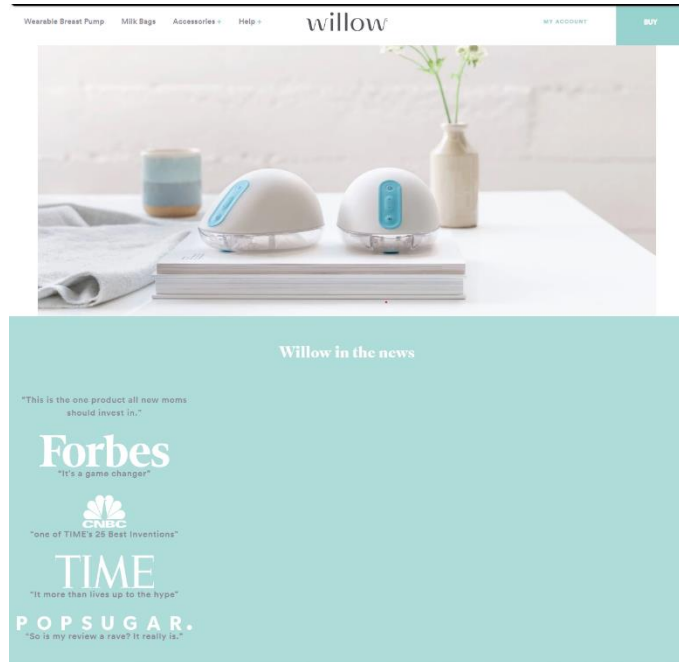 Wearable Breast Pump Milk Bags Accessories + Help + willow MY ACCOUNT BUY
Willow in the news
"This is the one product all new moms
should invest in."
Forbes
"It's a game changer"
CNBC
"one of TIME's 25 Best Inventions"
TIME
"It more than lives up to the hype"
POPSUGAR.
"So is my review a rave? It really is."